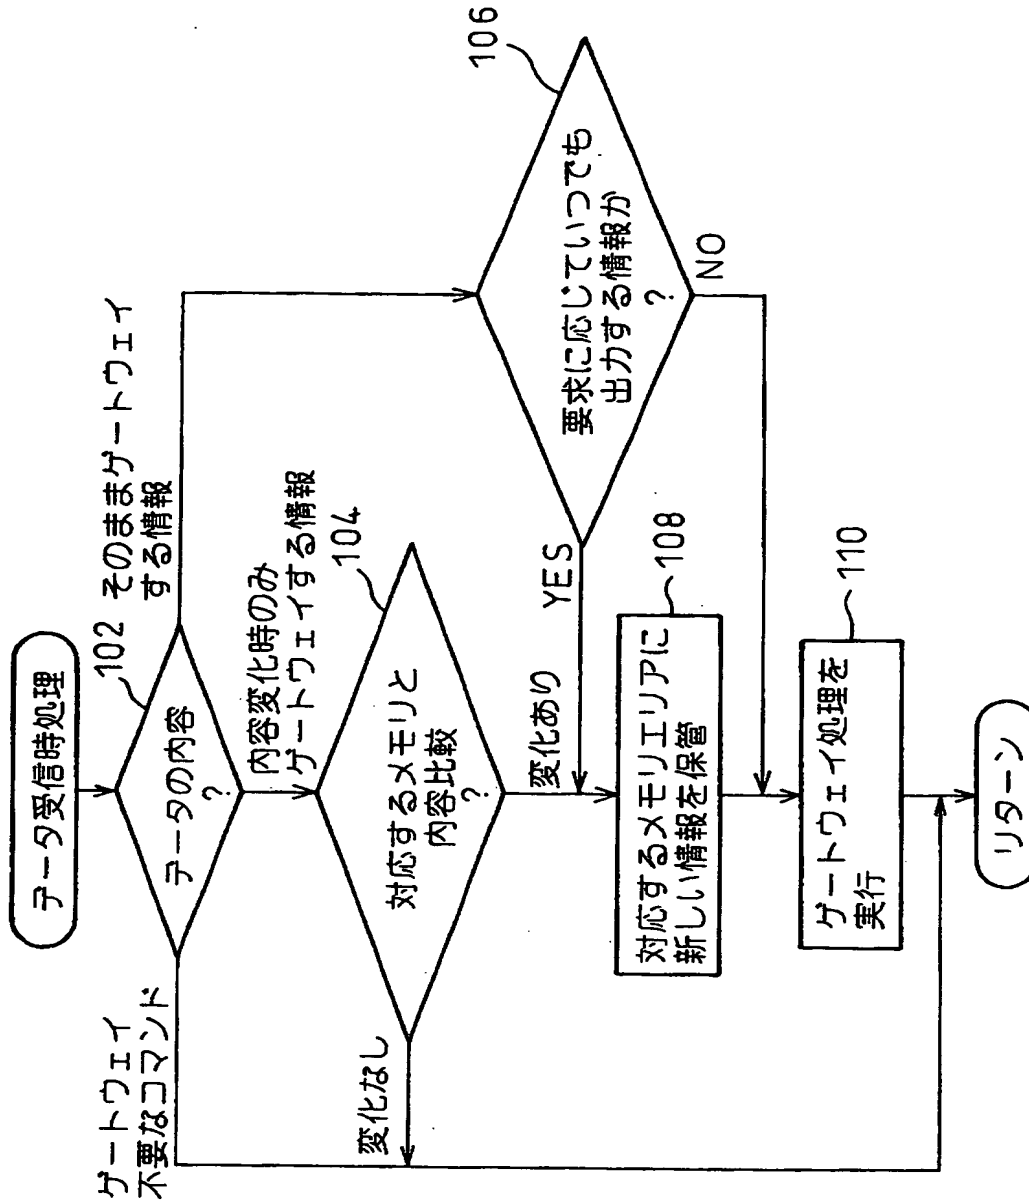 データ受信時処理
102
データの内容
?
ゲートウェイ
不要なコマンド
そのままゲートウェイ
する情報
内容変化時のみ
ゲートウェイする情報
104
対応するメモリと
内容比較
?
変化なし
変化あり
106
要求に応じていつでも
出力する情報か
?
YES
NO
108
対応するメモリエリアに
新しい情報を保管
110
ゲートウェイ処理を
実行
リターン